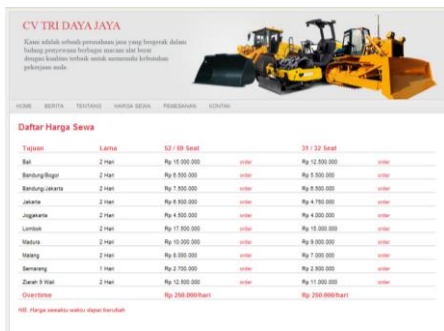 CV TRI DAYA JAYA
Kami adalah sebuah perusahaan jasa yang bergerak dalam
bidang penyewaan berbagai macam alat berat
dengan kualitas terbaik untuk memenuhi kebutuhan
pekerjaan anda.
HOME BERITA TENTANG HARGA SEWA PEMESANAN KONTAK
Daftar Harga Sewa
Tujuan Lama 52 / 59 Seat 31 / 32 Seat
Bali 2 Hari Rp 15.000.000 order Rp 12.500.000 order
Bandung/Bogor 2 Hari Rp 6.500.000 order Rp 5.500.000 order
Bandung/Jakarta 2 Hari Rp 7.500.000 order Rp 6.500.000 order
Jakarta 2 Hari order Rp 4.750.000 order
Jogjakarta 2 Hari Rp 4.500.000 order Rp 4.000.000 order
Lombok 2 Hari Rp 17.500.000 order Rp 15.000.000 order
Madura 2 Hari Rp 10.000.000 order Rp 9.000.000 order
Malang 2 Hari Rp 8.000.000 order Rp 7.000.000 order
Semarang 1 Hari Rp 2.700.000 order Rp 2.500.000 order
Ziarah 9 Wali 2 Hari Rp 12.500.000 order Rp 11.000.000 order
Overtime Rp 250.000/hari Rp 250.000/hari
NB: Harga sewaktu-waktu dapat berubah